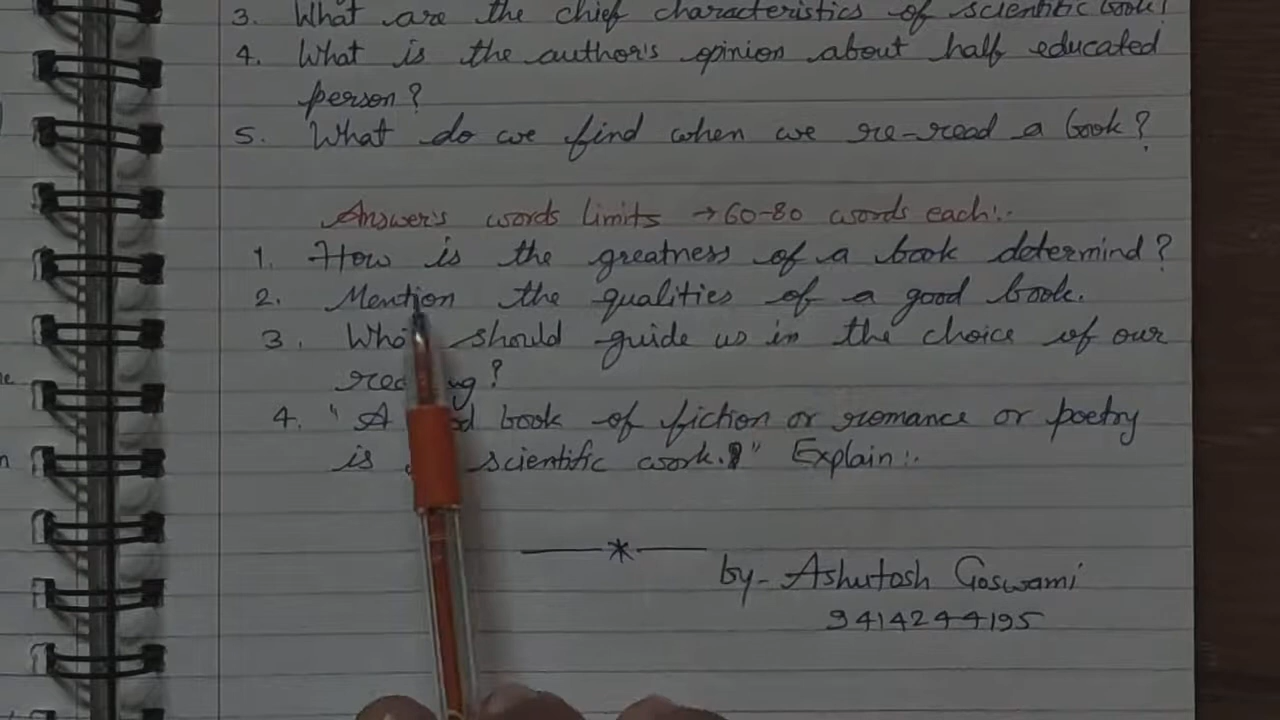 3. What are the chief characteristics of scientific book?
4. What is the author's opinion about half educated
person?
5. What do we find when we re-read a book?
Answer's words limits → 60-80 words each:.
1. How is the greatness of a book determind?
2. Mention the qualities of a good book.
3. should guide us in the choice of our
4. " A book of fiction or romance or poetry
is scientific work." Explain:.
by- Ashutosh Goswami
9414244195